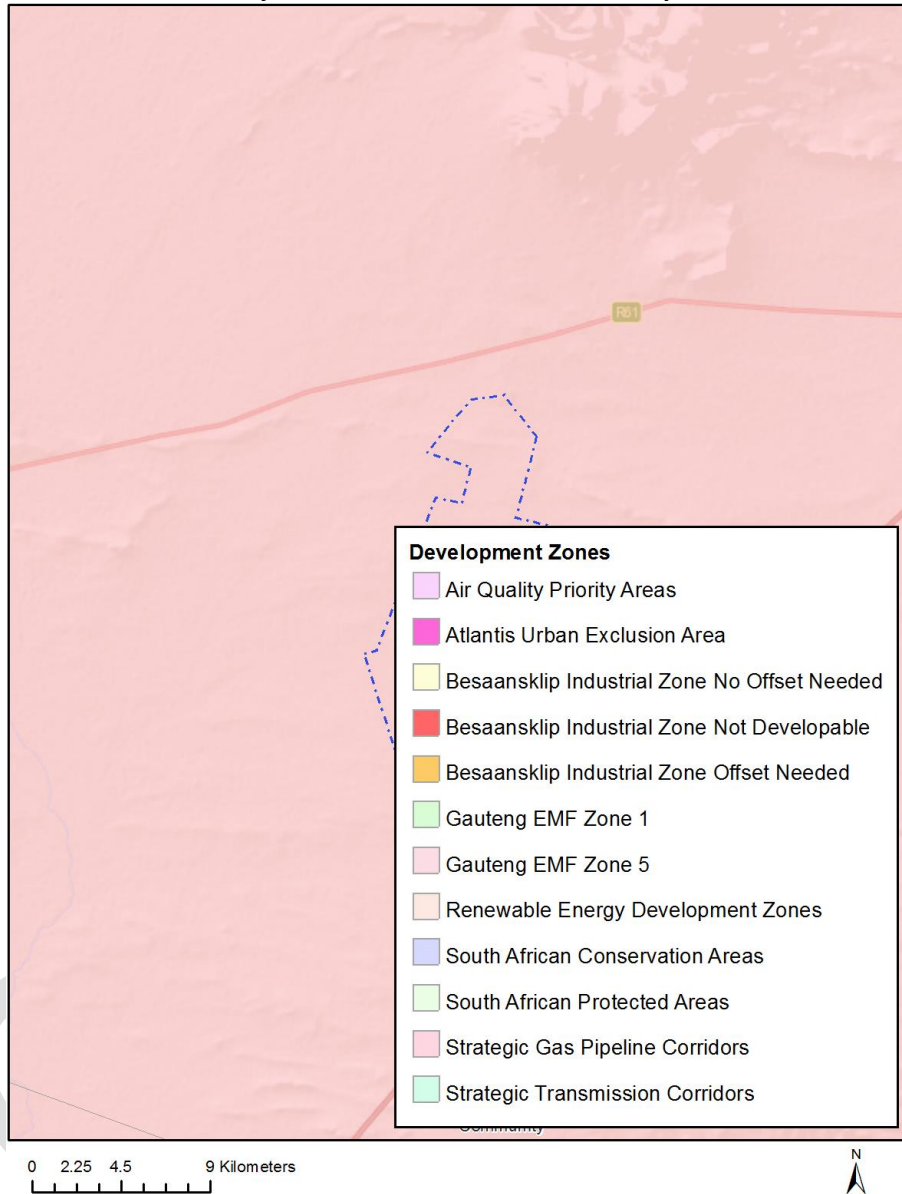 R61
Development Zones
Air Quality Priority Areas
Atlantis Urban Exclusion Area
Besaansklip Industrial Zone No Offset Needed
Besaansklip Industrial Zone Not Developable
Besaansklip Industrial Zone Offset Needed
Gauteng EMF Zone 1
Gauteng EMF Zone 5
Renewable Energy Development Zones
South African Conservation Areas
South African Protected Areas
Strategic Gas Pipeline Corridors
Strategic Transmission Corridors
Community
0 2.25 4.5 9 Kilometers
N